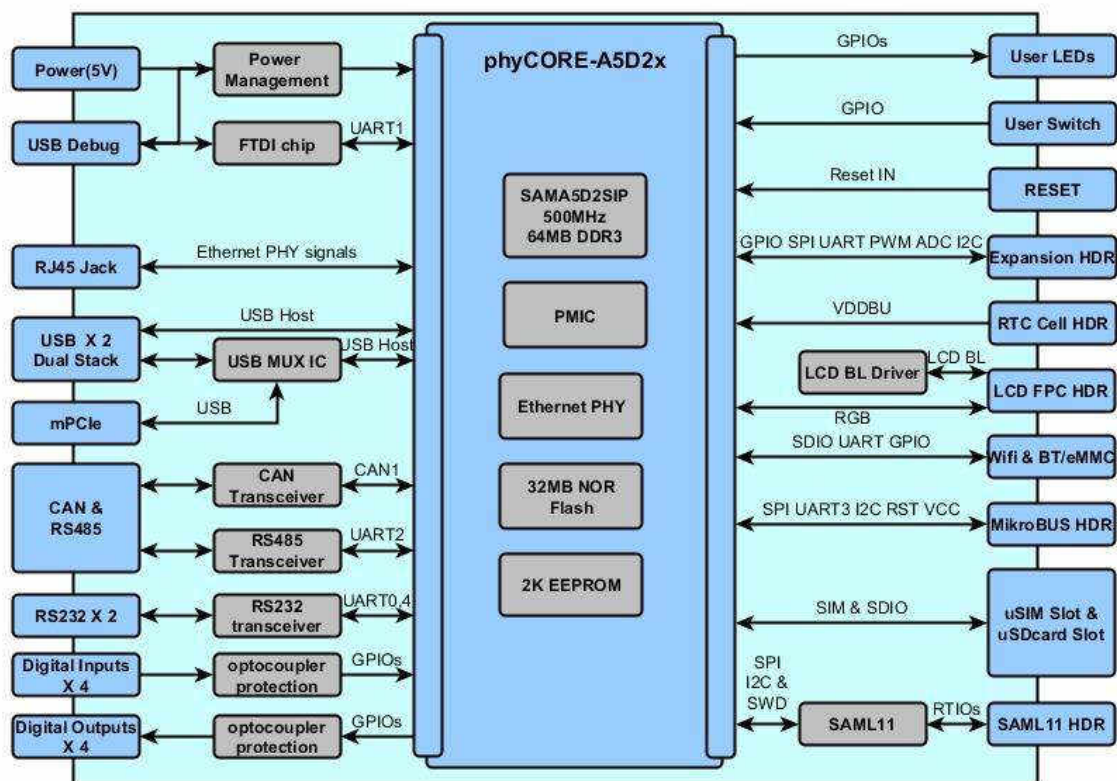 phyCORE-A5D2x
Power(5V)
Power
Management
USB Debug
FTDI chip
UART1
RJ45 Jack
Ethernet PHY signals
USB X 2
Dual Stack
USB Host
USB MUX IC
USB Host
mPCIe
USB
CAN &
RS485
CAN
Transceiver
CAN1
RS485
Transceiver
UART2
RS232 X 2
RS232
transceiver
UART0,4
Digital Inputs
X 4
optocoupler
protection
GPIOs
Digital Outputs
X 4
optocoupler
protection
GPIOs
SAMA5D2SIP
500MHz
64MB DDR3
PMIC
Ethernet PHY
32MB NOR
Flash
2K EEPROM
GPIOs
User LEDs
GPIO
User Switch
Reset IN
RESET
GPIO SPI UART PWM ADC I2C
Expansion HDR
VDDBU
RTC Cell HDR
LCD BL Driver
LCD BL
LCD FPC HDR
RGB
SDIO UART GPIO
Wifi & BT/eMMC
SPI UART3 I2C RST VCC
MikroBUS HDR
SIM & SDIO
uSIM Slot &
uSDcard Slot
SPI
I2C &
SWD
SAML11
RTIOs
SAML11 HDR